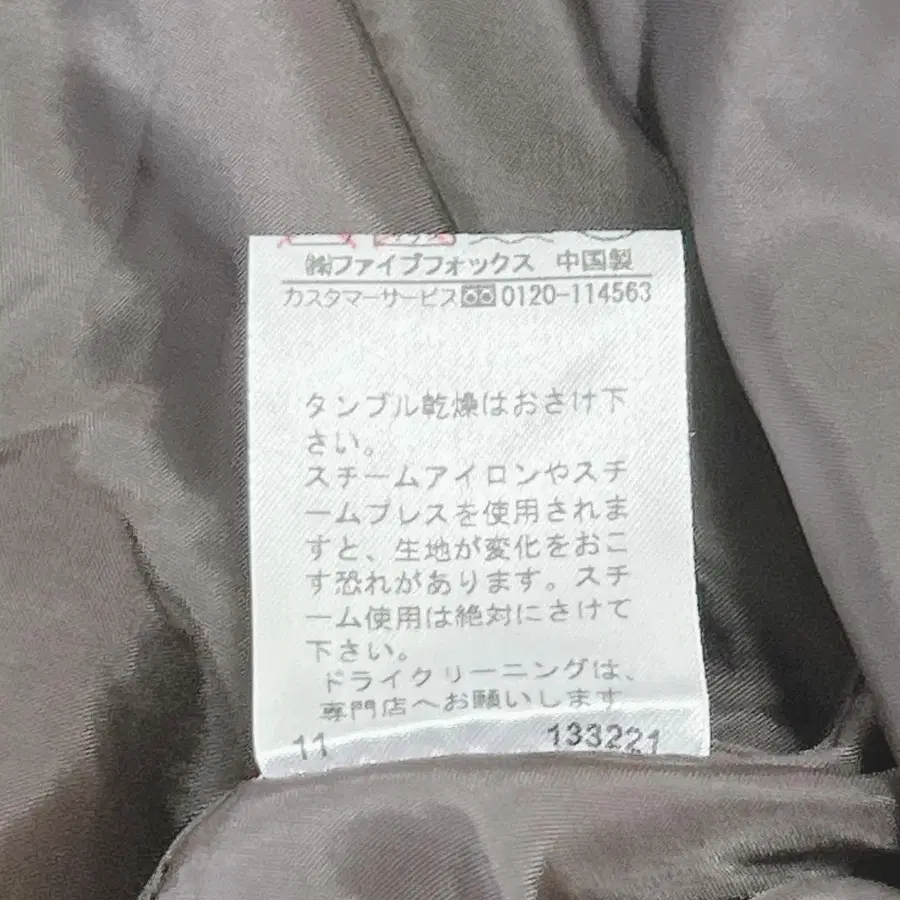 ㈱ファイブフォックス 中国製
カスタマーサービス 0120-114563
タンブル乾燥はおさけ下
さい。
スチームアイロンやスチ
ームプレスを使用されま
すと、生地が変化をおこ
す恐れがあります。スチ
ーム使用は絶対にさけて
下さい。
ドライクリーニングは、
専門店へお願いします
11 133221